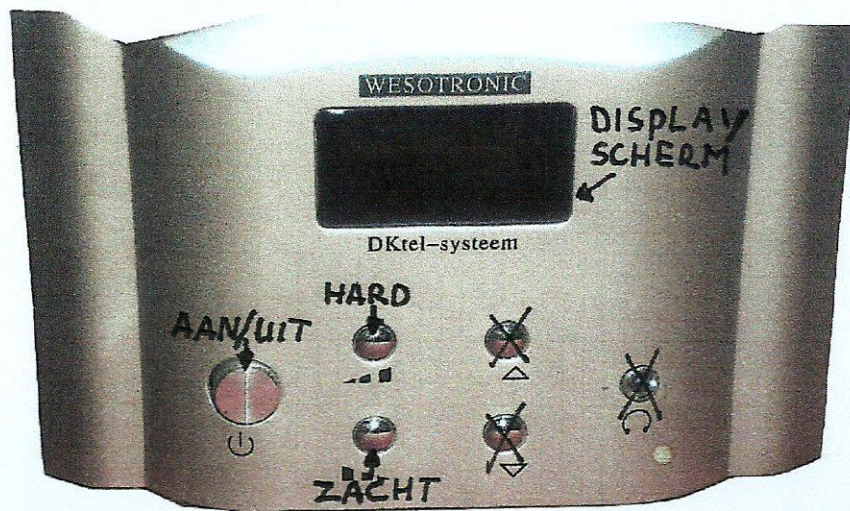 WESOTRONIC
DISPLAY
SCHERM
DKtel-systeem
HARD
AAN/UIT
ZACHT